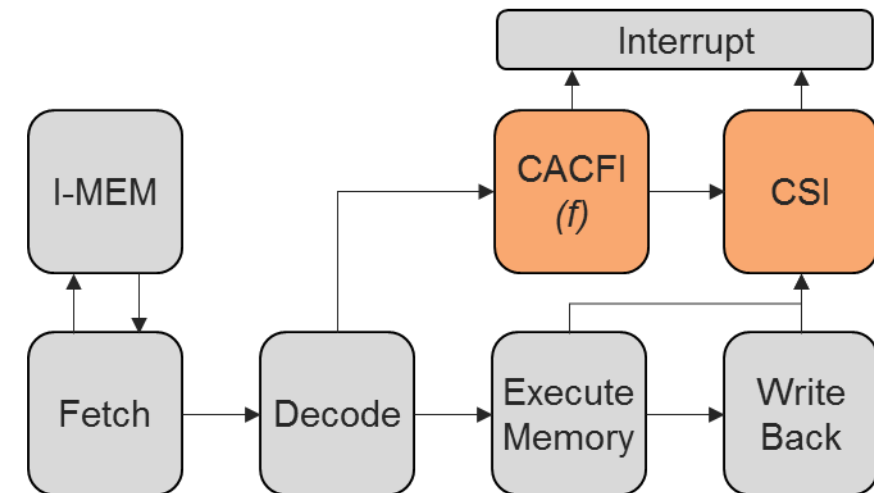 Interrupt
I-MEM
CACFI
(f)
CSI
Fetch
Decode
Execute
Memory
Write
Back